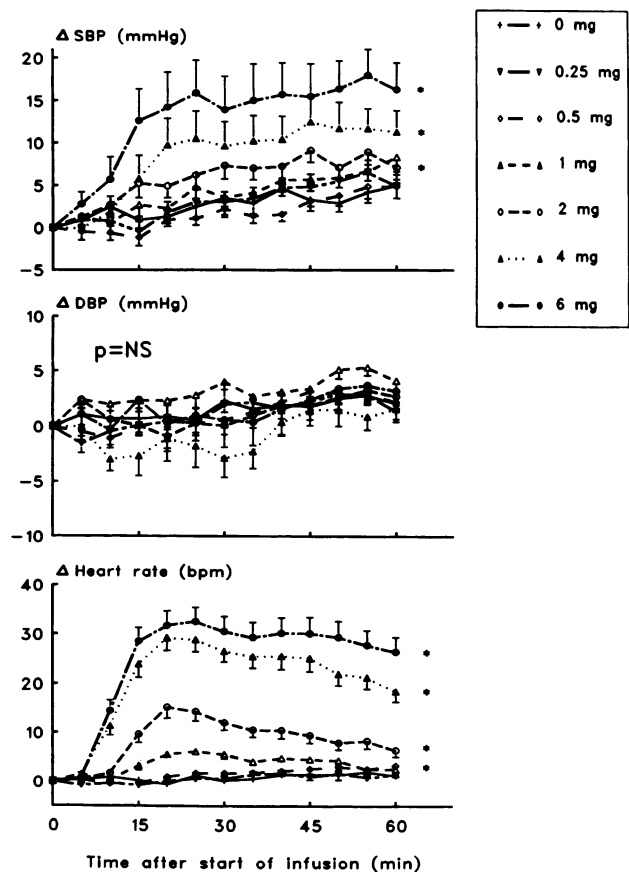 Δ SBP (mmHg)
20
15
10
5
0
−5
*
*
*
0 mg
0.25 mg
0.5 mg
1 mg
2 mg
4 mg
6 mg
Δ DBP (mmHg)
10
5
0
−5
−10
p=NS
Δ Heart rate (bpm)
40
30
20
10
0
*
*
*
*
0 15 30 45 60
Time after start of infusion (min)